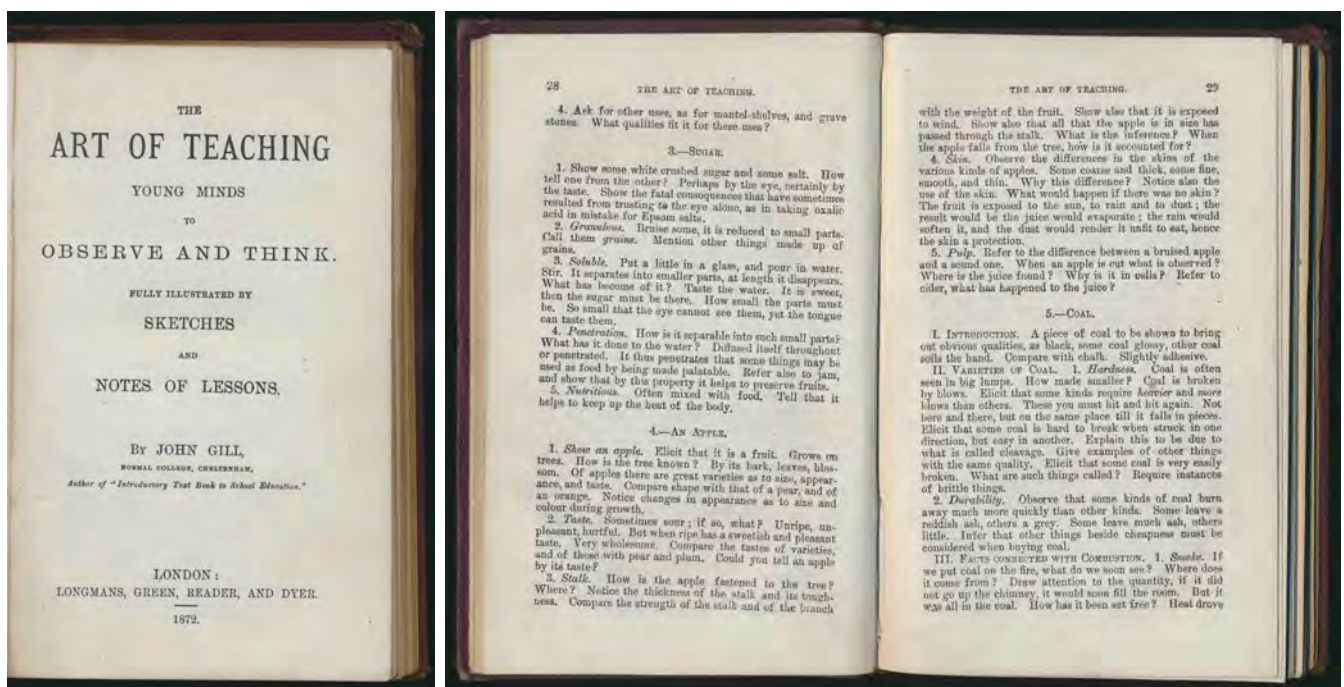 THE
ART OF TEACHING
YOUNG MINDS
TO
OBSERVE AND THINK.
FULLY ILLUSTRATED BY
SKETCHES
AND
NOTES OF LESSONS.
BY JOHN GILL,
NORMAL COLLEGE, CHELTENHAM,
Author of "Introductory Text Book to School Education."
LONDON:
LONGMANS, GREEN, READER, AND DYER.
1872.
28 THE ART OF TEACHING.
4. Ask for other uses, as for mantel-shelves, and grave
stones. What qualities fit it for these uses?
3.—SUGAR.
1. Show some white crushed sugar and some salt. How
tell one from the other? Perhaps by the eye, certainly by
the taste. Show the fatal consequences that have sometimes
resulted from trusting to the eye alone, as in taking oxalic
acid in mistake for Epsom salts.
2. Granulous. Bruise some, it is reduced to small parts.
Call them grains. Mention other things made up of
grains.
3. Soluble. Put a little in a glass, and pour in water.
Stir. It separates into smaller parts, at length it disappears.
What has become of it? Taste the water. It is sweet,
then the sugar must be there. How small the parts must
be. So small that the eye cannot see them, yet the tongue
can taste them.
4. Penetration. How is it separable into such small parts?
What has it done to the water? Diffused itself throughout
or penetrated. It thus penetrates that some things may be
used as food by being made palatable. Refer also to jam,
and show that by this property it helps to preserve fruits.
5. Nutritious. Often mixed with food. Tell that it
helps to keep up the heat of the body.
4.—AN APPLE.
1. Show an apple. Elicit that it is a fruit. Grows on
trees. How is the tree known? By its bark, leaves, blos-
som. Of apples there are great varieties as to size, appear-
ance, and taste. Compare shape with that of a pear, and of
an orange. Notice changes in appearance as to size and
colour during growth.
2. Taste. Sometimes sour; if so, what? Unripe, un-
pleasant, hurtful. But when ripe has a sweetish and pleasant
taste. Very wholesome. Compare the tastes of varieties,
and of these with pear and plum. Could you tell an apple
by its taste?
3. Stalk. How is the apple fastened to the tree?
Where? Notice the thickness of the stalk and its tough-
ness. Compare the strength of the stalk and of the branch
THE ART OF TEACHING. 29
with the weight of the fruit. Show also that it is exposed
to wind. Show also that all that the apple is in size has
passed through the stalk. What is the inference? When
the apple falls from the tree, how is it accounted for?
4. Skin. Observe the differences in the skins of the
various kinds of apples. Some coarse and thick, some fine,
smooth, and thin. Why this difference? Notice also the
use of the skin. What would happen if there was no skin?
The fruit is exposed to the sun, to rain and to dust; the
result would be the juice would evaporate; the rain would
soften it, and the dust would render it unfit to eat, hence
the skin a protection.
5. Pulp. Refer to the difference between a bruised apple
and a sound one. When an apple is cut what is observed?
Where is the juice found? Why is it in cells? Refer to
cider, what has happened to the juice?
5.—COAL.
I. INTRODUCTION. A piece of coal to be shown to bring
out obvious qualities, as black, some coal glossy, other coal
soils the hand. Compare with chalk. Slightly adhesive.
II. VARIETIES OF COAL. 1. Hardness. Coal is often
seen in big lumps. How made smaller? Coal is broken
by blows. Elicit that some kinds require heavier and more
blows than others. These you must hit and hit again. Not
here and there, but on the same place till it falls in pieces.
Elicit that some coal is hard to break when struck in one
direction, but easy in another. Explain this to be due to
what is called cleavage. Give examples of other things
with the same quality. Elicit that some coal is very easily
broken. What are such things called? Require instances
of brittle things.
2. Durability. Observe that some kinds of coal burn
away much more quickly than other kinds. Some leave a
reddish ash, others a grey. Some leave much ash, others
little. Infer that other things beside cheapness must be
considered when buying coal.
III. FACTS CONNECTED WITH COMBUSTION. 1. Smoke. If
we put coal on the fire, what do we soon see? Where does
it come from? Draw attention to the quantity, if it did
not go up the chimney, it would soon fill the room. But it
was all in the coal. How has it been set free? Heat drove